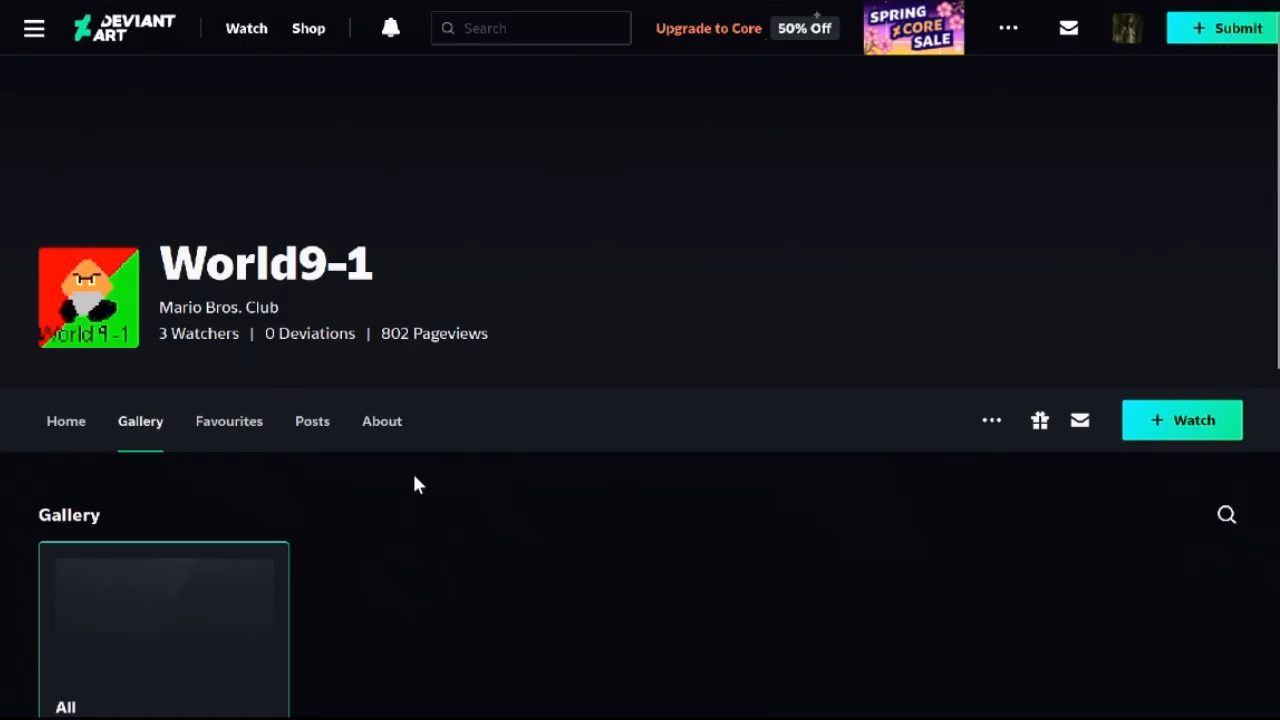 DEVIANT ART
Watch
Shop
Search
Upgrade to Core
50% Off
SPRING
CORE
SALE
Submit
World9-1
Mario Bros. Club
3 Watchers | 0 Deviations | 802 Pageviews
World 9-1
Home
Gallery
Favourites
Posts
About
Watch
Gallery
All